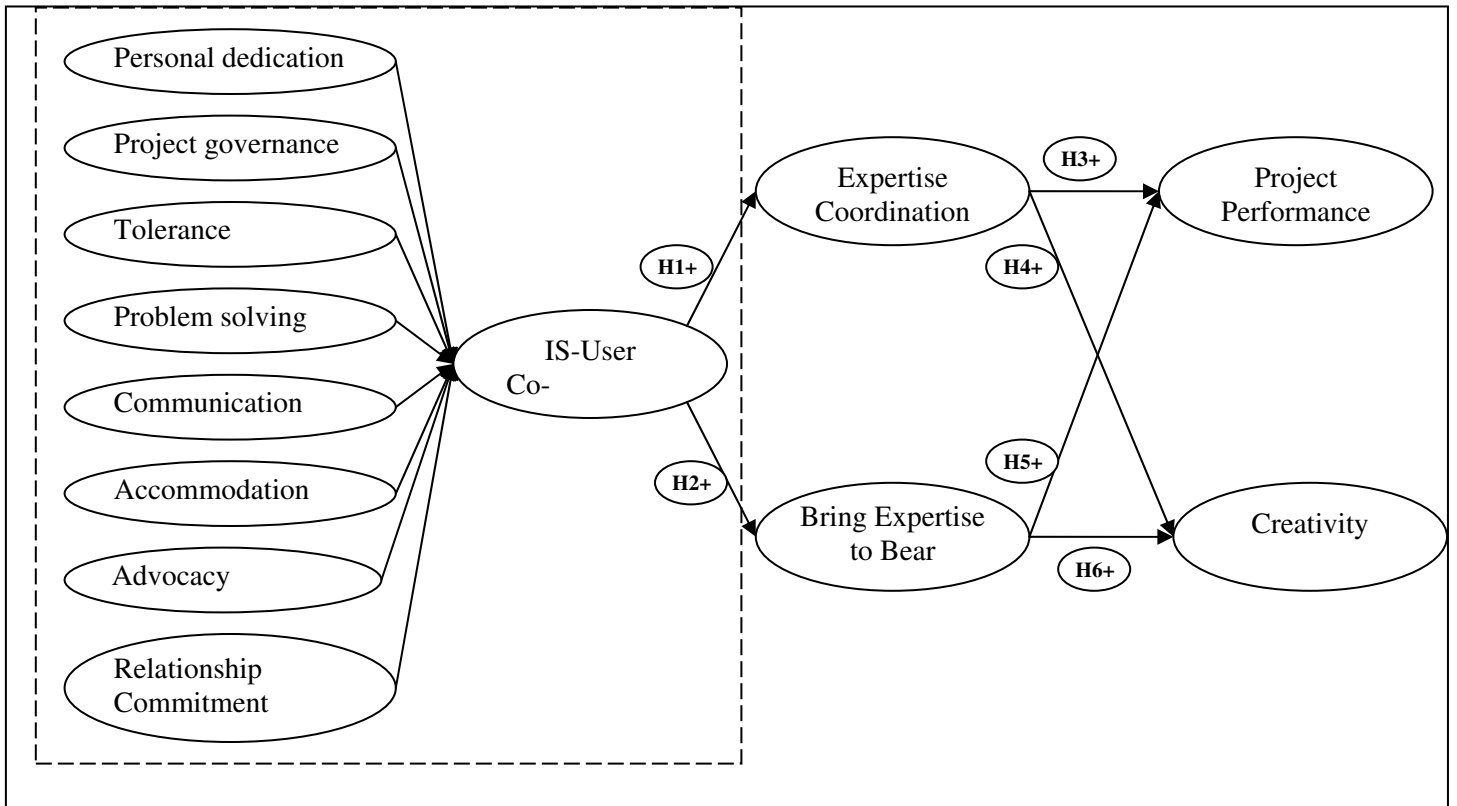 Personal dedication
Project governance
Tolerance
Problem solving
Communication
Accommodation
Advocacy
Relationship
Commitment
IS-User
Co-
H1+
H2+
Expertise
Coordination
Bring Expertise
to Bear
H3+
H4+
H5+
H6+
Project
Performance
Creativity